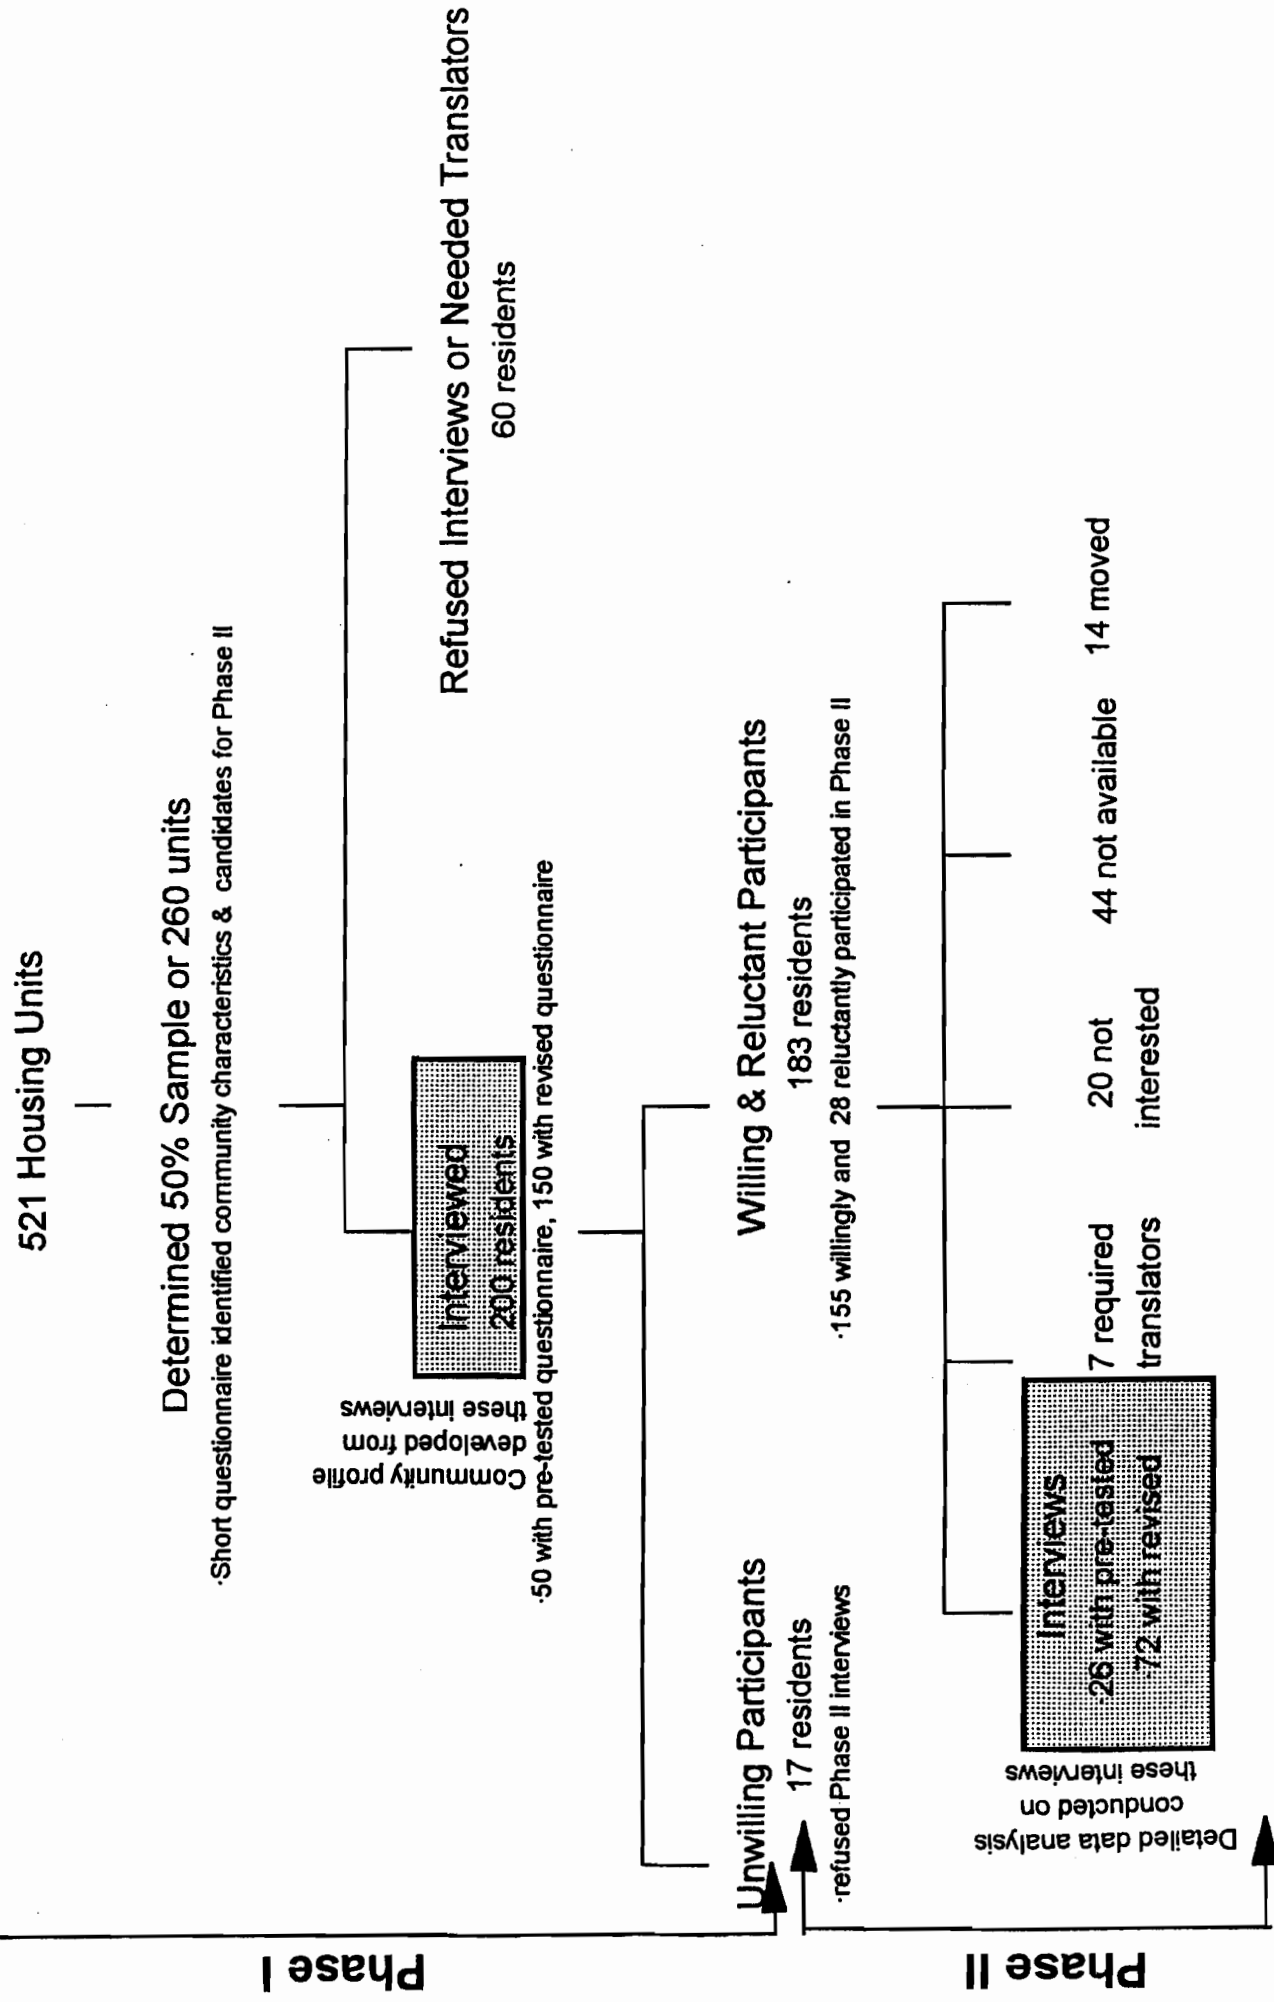 521 Housing Units
Determined 50% Sample or 260 units
·Short questionnaire identified community characteristics & candidates for Phase II
Phase I
Community profile
developed from
these interviews
Interviewed
200 residents
·50 with pre-tested questionnaire, 150 with revised questionnaire
Refused Interviews or Needed Translators
60 residents
Unwilling Participants
17 residents
·refused Phase II interviews
Willing & Reluctant Participants
183 residents
·155 willingly and 28 reluctantly participated in Phase II
Phase II
Detailed data analysis
conducted on
these interviews
Interviews
·26 with pre-tested
·72 with revised
7 required
translators
20 not
interested
44 not available
14 moved